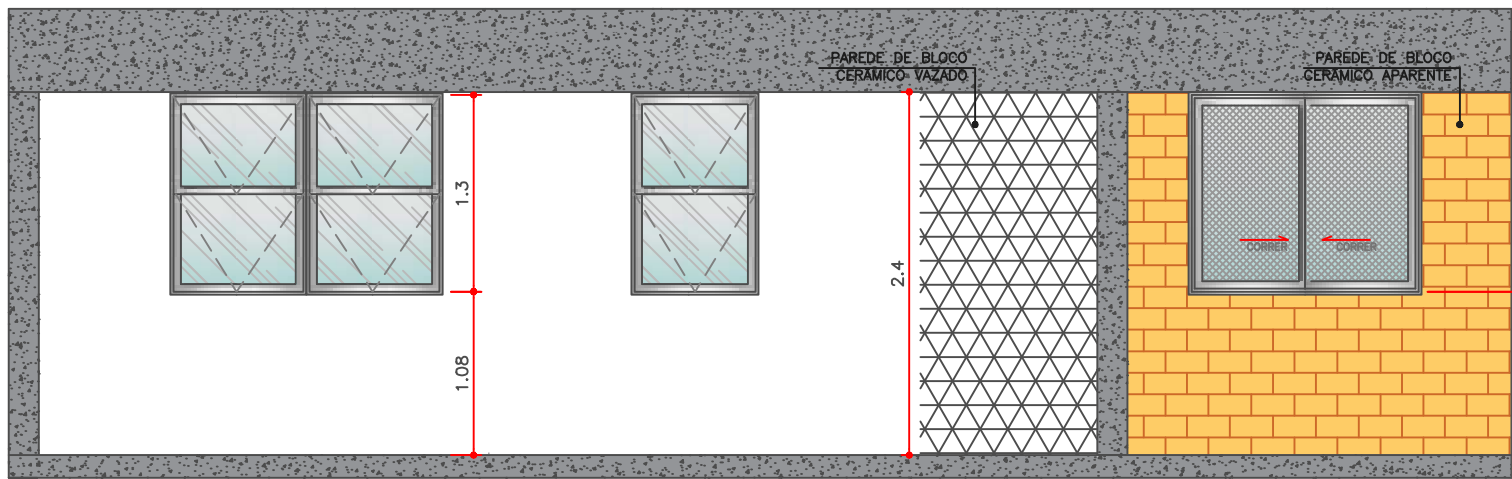 PAREDE DE BLOCO
CERÂMICO VAZADO
PAREDE DE BLOCO
CERÂMICO APARENTE
1.3
1.08
2.4
CORRER
CORRER